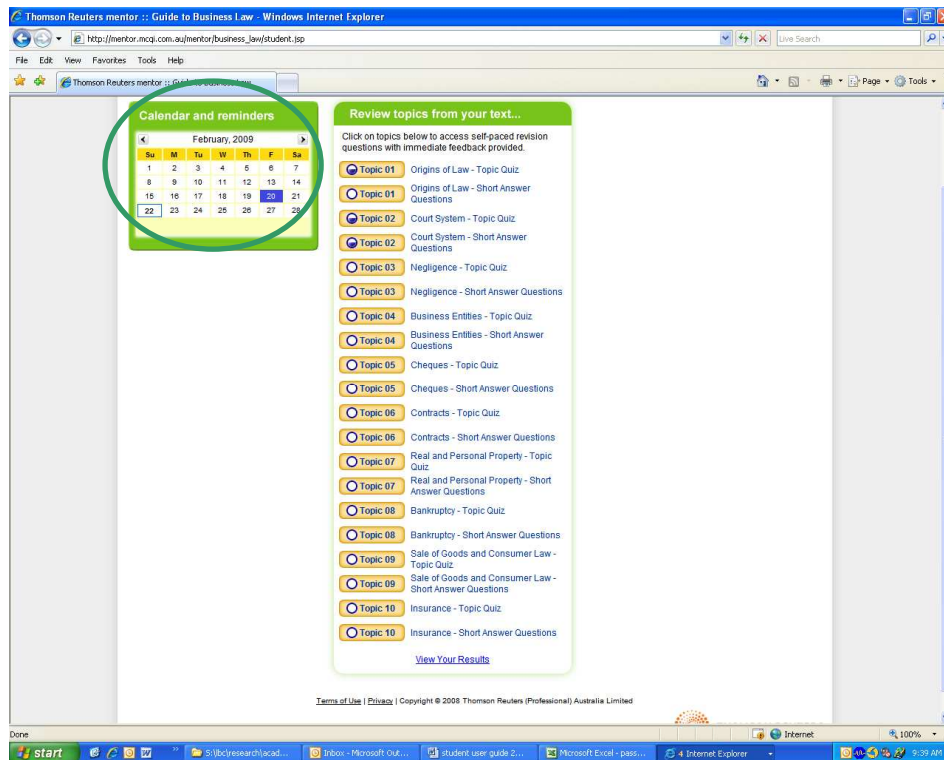 Thomson Reuters mentor :: Guide to Business Law - Windows Internet Explorer
http://mentor.mcqi.com.au/mentor/business_law/student.jsp
Live Search
File Edit View Favorites Tools Help
Thomson Reuters mentor :: Guide to Business Law
Page Tools
Calendar and reminders
February, 2009
Su M Tu W Th F Sa
1 2 3 4 5 6 7
8 9 10 11 12 13 14
15 16 17 18 19 20 21
22 23 24 25 26 27 28
Review topics from your text...
Click on topics below to access self-paced revision
questions with immediate feedback provided.
Topic 01 Origins of Law - Topic Quiz
Topic 01 Origins of Law - Short Answer
Questions
Topic 02 Court System - Topic Quiz
Topic 02 Court System - Short Answer
Questions
Topic 03 Negligence - Topic Quiz
Topic 03 Negligence - Short Answer Questions
Topic 04 Business Entities - Topic Quiz
Topic 04 Business Entities - Short Answer
Questions
Topic 05 Cheques - Topic Quiz
Topic 05 Cheques - Short Answer Questions
Topic 06 Contracts - Topic Quiz
Topic 06 Contracts - Short Answer Questions
Topic 07 Real and Personal Property - Topic
Quiz
Topic 07 Real and Personal Property - Short
Answer Questions
Topic 08 Bankruptcy - Topic Quiz
Topic 08 Bankruptcy - Short Answer Questions
Topic 09 Sale of Goods and Consumer Law -
Topic Quiz
Topic 09 Sale of Goods and Consumer Law -
Short Answer Questions
Topic 10 Insurance - Topic Quiz
Topic 10 Insurance - Short Answer Questions
View Your Results
Terms of Use | Privacy | Copyright © 2008 Thomson Reuters (Professional) Australia Limited
Done Internet 100%
start S:\lbc\research\acad... Inbox - Microsoft Out... student user guide 2... Microsoft Excel - pass... 4 Internet Explorer 9:39 AM